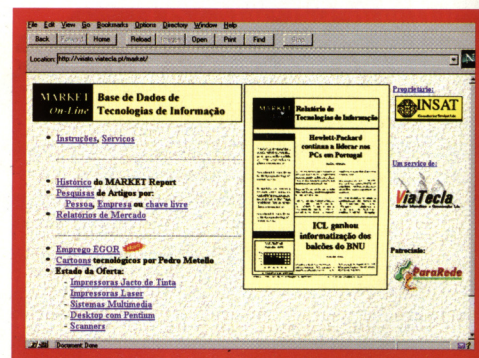 File Edit View Go Bookmarks Options Directory Window Help
Back Forward Home Reload Images Open Print Find Stop
Location: http://viriato.viatecla.pt/market/
MARKET
On-Line
Base de Dados de
Tecnologias de Informação
Instruções, Serviços
Histórico do MARKET Report
Pesquisas de Artigos por:
Pessoa, Empresa ou chave livre
Relatórios de Mercado
Emprego EGOR
Cartoons tecnológicos por Pedro Metello
Estado da Oferta:
- Impressoras Jacto de Tinta
- Impressoras Laser
- Sistemas Multimedia
- Desktop com Pentium
- Scanners
MARKET
Relatório de
Tecnologias de Informação
Hewlett-Packard
continua a liderar nos
PCs em Portugal
ICL ganhou
informatização dos
balcões do BNU
Proprietário:
INSAT
Um serviço de:
ViaTecla
Patrocínio:
ParaRede
Document: Done